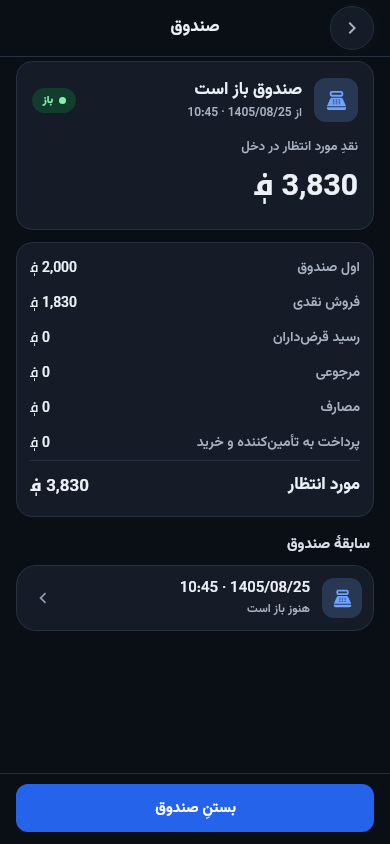 صندوق
صندوق باز است
باز
از 1405/08/25 · 10:45
نقدِ مورد انتظار در دخل
3,830 ؋
اول صندوق 2,000 ؋
فروش نقدی 1,830 ؋
رسید قرض‌داران 0 ؋
مرجوعی 0 ؋
مصارف 0 ؋
پرداخت به تأمین‌کننده و خرید 0 ؋
مورد انتظار 3,830 ؋
سابقهٔ صندوق
1405/08/25 · 10:45
هنوز باز است
بستنِ صندوق